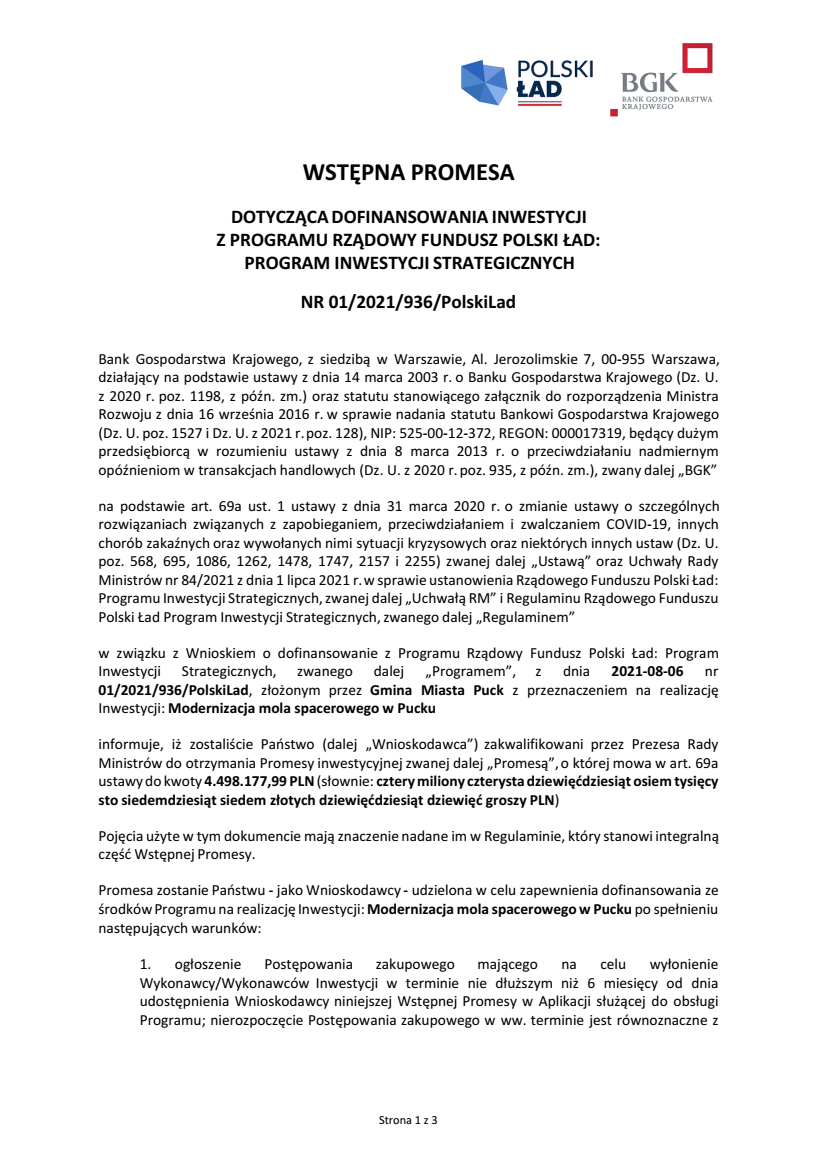 POLSKI
ŁAD
BGK
BANK GOSPODARSTWA
KRAJOWEGO
WSTĘPNA PROMESA
DOTYCZĄCA DOFINANSOWANIA INWESTYCJI
Z PROGRAMU RZĄDOWY FUNDUSZ POLSKI ŁAD:
PROGRAM INWESTYCJI STRATEGICZNYCH
NR 01/2021/936/PolskiLad
Bank Gospodarstwa Krajowego, z siedzibą w Warszawie, Al. Jerozolimskie 7, 00-955 Warszawa,
działający na podstawie ustawy z dnia 14 marca 2003 r. o Banku Gospodarstwa Krajowego (Dz. U.
z 2020 r. poz. 1198, z późn. zm.) oraz statutu stanowiącego załącznik do rozporządzenia Ministra
Rozwoju z dnia 16 września 2016 r. w sprawie nadania statutu Bankowi Gospodarstwa Krajowego
(Dz. U. poz. 1527 i Dz. U. z 2021 r. poz. 128), NIP: 525-00-12-372, REGON: 000017319, będący dużym
przedsiębiorcą w rozumieniu ustawy z dnia 8 marca 2013 r. o przeciwdziałaniu nadmiernym
opóźnieniom w transakcjach handlowych (Dz. U. z 2020 r. poz. 935, z późn. zm.), zwany dalej „BGK”
na podstawie art. 69a ust. 1 ustawy z dnia 31 marca 2020 r. o zmianie ustawy o szczególnych
rozwiązaniach związanych z zapobieganiem, przeciwdziałaniem i zwalczaniem COVID-19, innych
chorób zakaźnych oraz wywołanych nimi sytuacji kryzysowych oraz niektórych innych ustaw (Dz. U.
poz. 568, 695, 1086, 1262, 1478, 1747, 2157 i 2255) zwanej dalej „Ustawą” oraz Uchwały Rady
Ministrów nr 84/2021 z dnia 1 lipca 2021 r. w sprawie ustanowienia Rządowego Funduszu Polski Ład:
Programu Inwestycji Strategicznych, zwanej dalej „Uchwałą RM” i Regulaminu Rządowego Funduszu
Polski Ład Program Inwestycji Strategicznych, zwanego dalej „Regulaminem”
w związku z Wnioskiem o dofinansowanie z Programu Rządowy Fundusz Polski Ład: Program
Inwestycji Strategicznych, zwanego dalej „Programem”, z dnia 2021-08-06 nr
01/2021/936/PolskiLad, złożonym przez Gmina Miasta Puck z przeznaczeniem na realizację
Inwestycji: Modernizacja mola spacerowego w Pucku
informuje, iż zostaliście Państwo (dalej „Wnioskodawca”) zakwalifikowani przez Prezesa Rady
Ministrów do otrzymania Promesy inwestycyjnej zwanej dalej „Promesą”, o której mowa w art. 69a
ustawy do kwoty 4.498.177,99 PLN (słownie: cztery miliony czterysta dziewięćdziesiąt osiem tysięcy
sto siedemdziesiąt siedem złotych dziewięćdziesiąt dziewięć groszy PLN)
Pojęcia użyte w tym dokumencie mają znaczenie nadane im w Regulaminie, który stanowi integralną
część Wstępnej Promesy.
Promesa zostanie Państwu - jako Wnioskodawcy - udzielona w celu zapewnienia dofinansowania ze
środków Programu na realizację Inwestycji: Modernizacja mola spacerowego w Pucku po spełnieniu
następujących warunków:
1. ogłoszenie Postępowania zakupowego mającego na celu wyłonienie
Wykonawcy/Wykonawców Inwestycji w terminie nie dłuższym niż 6 miesięcy od dnia
udostępnienia Wnioskodawcy niniejszej Wstępnej Promesy w Aplikacji służącej do obsługi
Programu; nierozpoczęcie Postępowania zakupowego w ww. terminie jest równoznaczne z
Strona 1 z 3